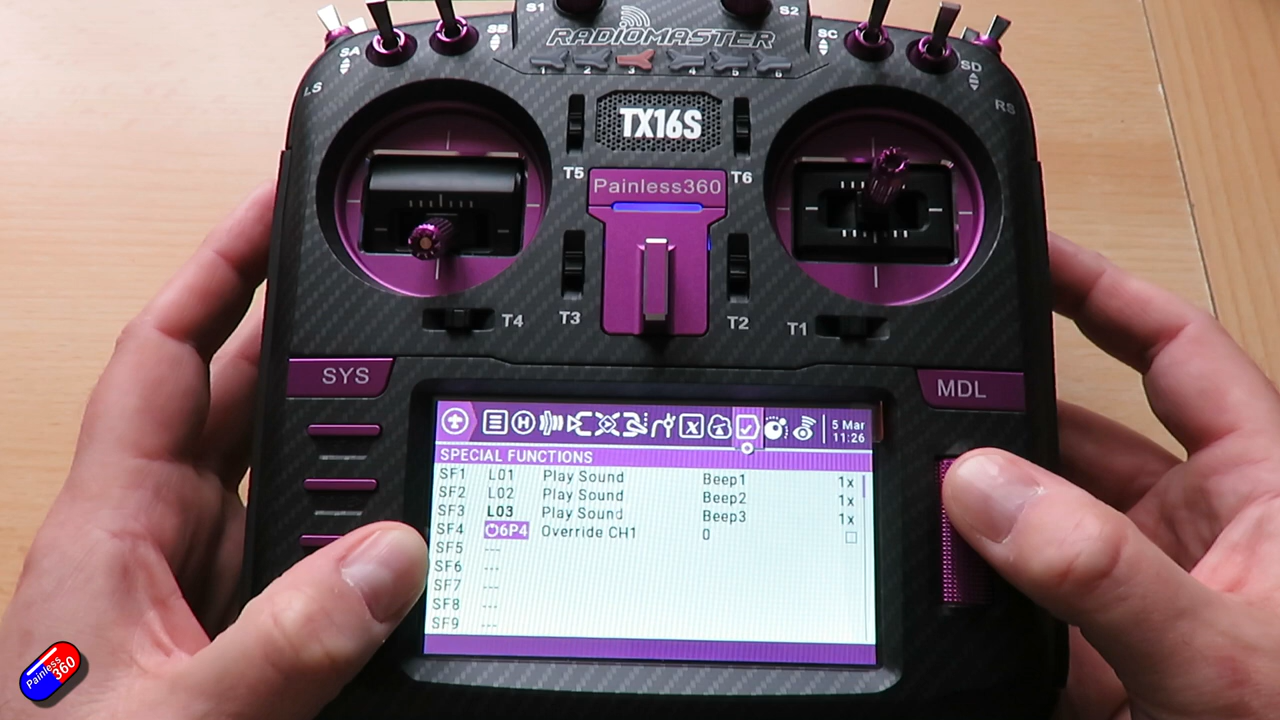 S1
S2
SA
SB
SC
SD
LS
RS
RADIOMASTER
1 2 3 4 5 6
TX16S
T5
T6
Painless360
T4
T3
T2
T1
SYS
MDL
5 Mar
11:26
SPECIAL FUNCTIONS
SF1 L01 Play Sound Beep1 1x
SF2 L02 Play Sound Beep2 1x
SF3 L03 Play Sound Beep3 1x
SF4 6P4 Override CH1 0
SF5 ---
SF6 ---
SF7 ---
SF8 ---
SF9 ---
Painless
360